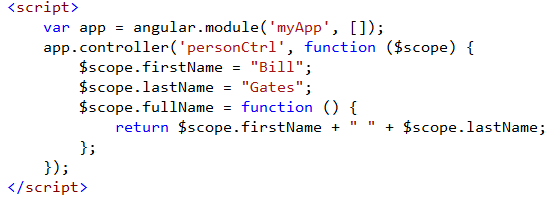 <script>
    var app = angular.module('myApp', []);
    app.controller('personCtrl', function ($scope) {
        $scope.firstName = "Bill";
        $scope.lastName = "Gates";
        $scope.fullName = function () {
            return $scope.firstName + " " + $scope.lastName;
        };
    });
</script>